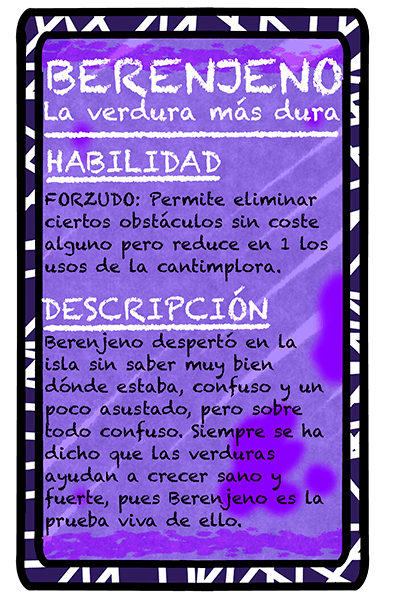 BERENJENO
La verdura más dura
HABILIDAD
FORZUDO: Permite eliminar
ciertos obstáculos sin coste
alguno pero reduce en 1 los
usos de la cantimplora.
DESCRIPCIÓN
Berenjeno despertó en la
isla sin saber muy bien
dónde estaba, confuso y un
poco asustado, pero sobre
todo confuso. Siempre se ha
dicho que las verduras
ayudan a crecer sano y
fuerte, pues Berenjeno es la
prueba viva de ello.